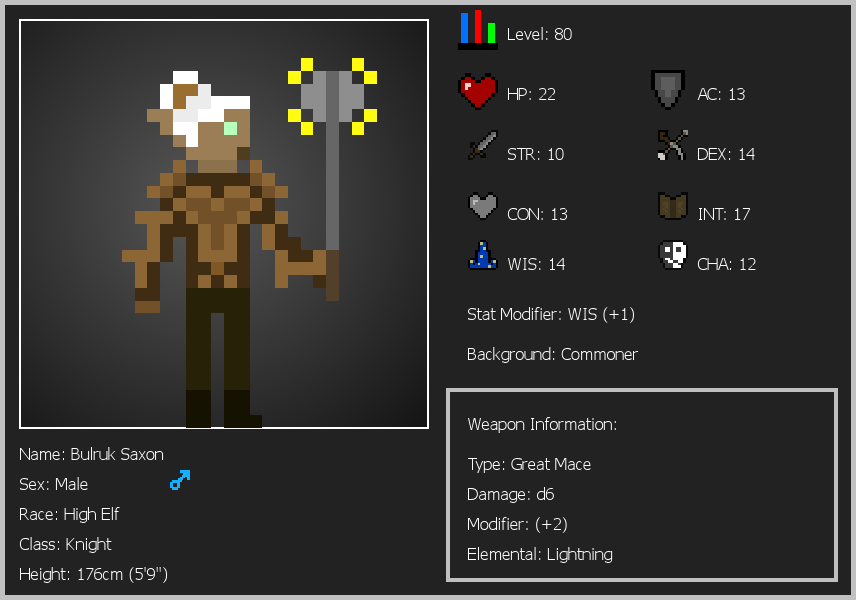 Level: 80
HP: 22
AC: 13
STR: 10
DEX: 14
CON: 13
INT: 17
WIS: 14
CHA: 12
Stat Modifier: WIS (+1)
Background: Commoner
Name: Bulruk Saxon
Sex: Male
Race: High Elf
Class: Knight
Height: 176cm (5'9")
Weapon Information:
Type: Great Mace
Damage: d6
Modifier: (+2)
Elemental: Lightning